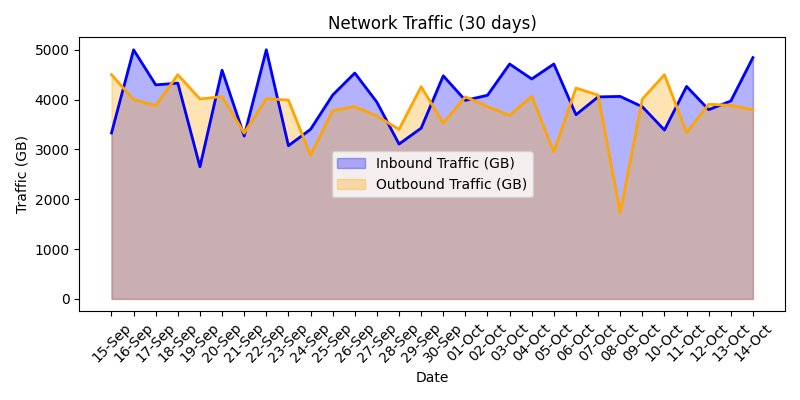 Network Traffic (30 days)
Traffic (GB)
5000
4000
3000
2000
1000
0
Inbound Traffic (GB)
Outbound Traffic (GB)
15-Sep
16-Sep
17-Sep
18-Sep
19-Sep
20-Sep
21-Sep
22-Sep
23-Sep
24-Sep
25-Sep
26-Sep
27-Sep
28-Sep
29-Sep
30-Sep
01-Oct
02-Oct
03-Oct
04-Oct
05-Oct
06-Oct
07-Oct
08-Oct
09-Oct
10-Oct
11-Oct
12-Oct
13-Oct
14-Oct
Date